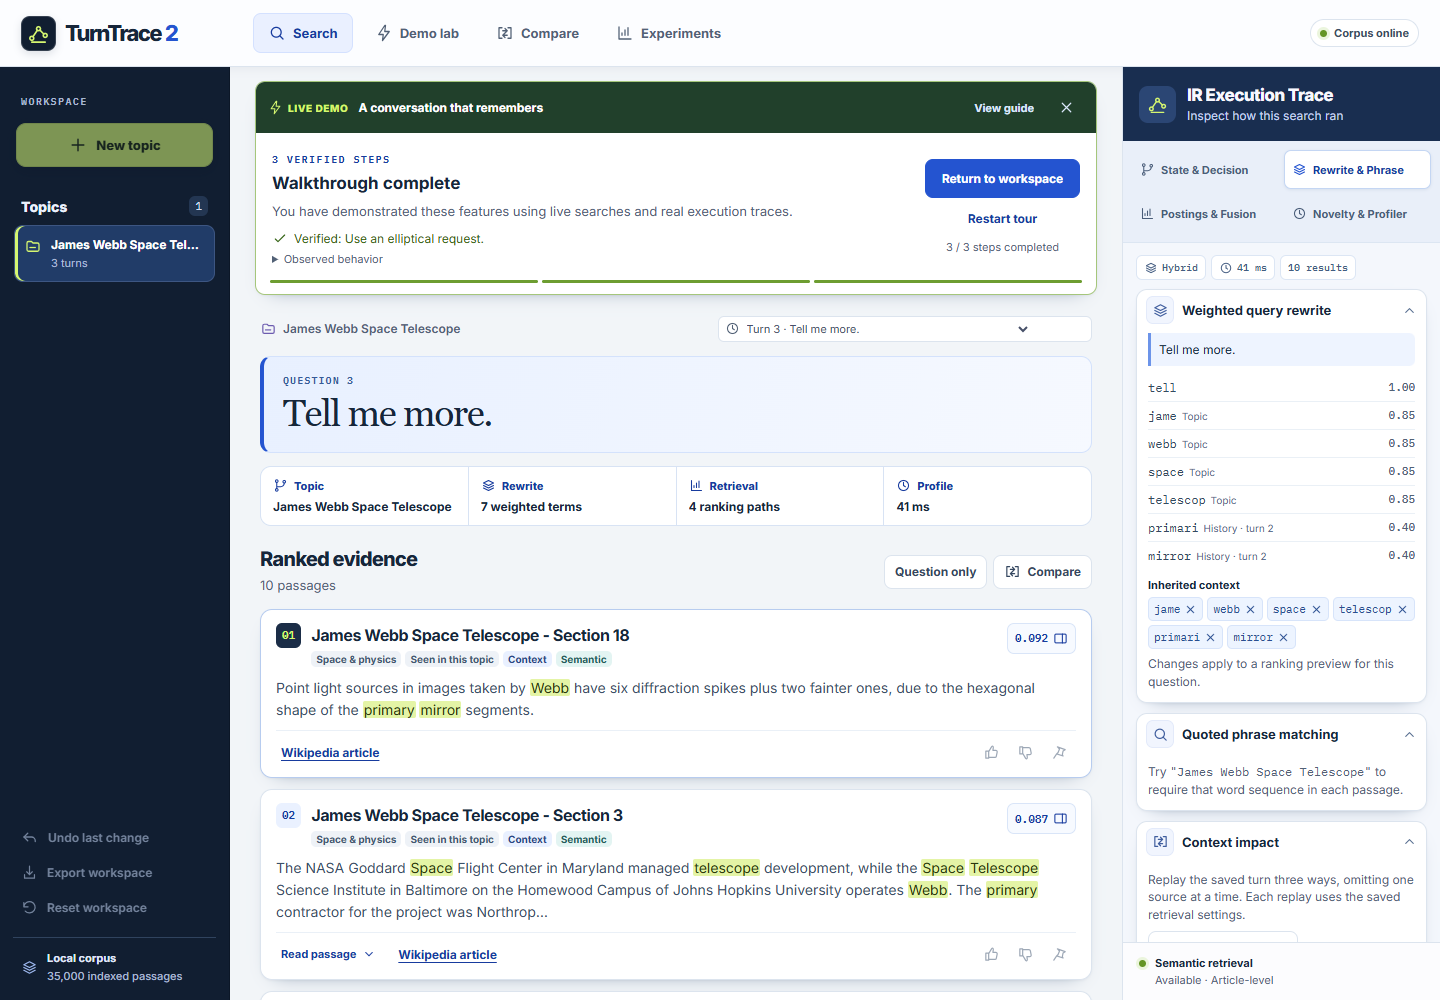 TurnTrace 2
Search
Demo lab
Compare
Experiments
Corpus online
WORKSPACE
New topic
Topics
1
James Webb Space Tel...
3 turns
Undo last change
Export workspace
Reset workspace
Local corpus
35,000 indexed passages
LIVE DEMO A conversation that remembers
View guide
3 VERIFIED STEPS
Walkthrough complete
You have demonstrated these features using live searches and real execution traces.
Verified: Use an elliptical request.
Observed behavior
Return to workspace
Restart tour
3 / 3 steps completed
James Webb Space Telescope
Turn 3 · Tell me more.
QUESTION 3
Tell me more.
Topic
James Webb Space Telescope
Rewrite
7 weighted terms
Retrieval
4 ranking paths
Profile
41 ms
Ranked evidence
10 passages
Question only
Compare
01
James Webb Space Telescope - Section 18
0.092
Space & physics
Seen in this topic
Context
Semantic
Point light sources in images taken by Webb have six diffraction spikes plus two fainter ones, due to the hexagonal
shape of the primary mirror segments.
Wikipedia article
02
James Webb Space Telescope - Section 3
0.087
Space & physics
Seen in this topic
Context
Semantic
The NASA Goddard Space Flight Center in Maryland managed telescope development, while the Space Telescope
Science Institute in Baltimore on the Homewood Campus of Johns Hopkins University operates Webb. The primary
contractor for the project was Northrop...
Read passage
Wikipedia article
IR Execution Trace
Inspect how this search ran
State & Decision
Rewrite & Phrase
Postings & Fusion
Novelty & Profiler
Hybrid
41 ms
10 results
Weighted query rewrite
Tell me more.
tell 1.00
jame Topic 0.85
webb Topic 0.85
space Topic 0.85
telescop Topic 0.85
primari History · turn 2 0.40
mirror History · turn 2 0.40
Inherited context
jame
webb
space
telescop
primari
mirror
Changes apply to a ranking preview for this
question.
Quoted phrase matching
Try "James Webb Space Telescope" to
require that word sequence in each passage.
Context impact
Replay the saved turn three ways, omitting one
source at a time. Each replay uses the saved
retrieval settings.
Semantic retrieval
Available · Article-level